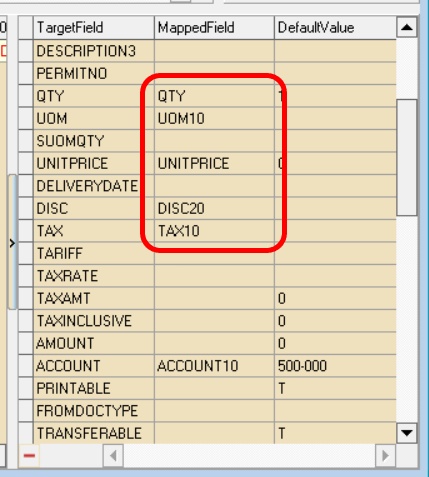 TargetField MappedField DefaultValue
DESCRIPTION3
PERMITNO
QTY QTY
UOM UOM10
SUOMQTY
UNITPRICE UNITPRICE 0
DELIVERYDATE
DISC DISC20
TAX TAX10
TARIFF
TAXRATE
TAXAMT 0
TAXINCLUSIVE 0
AMOUNT 0
ACCOUNT ACCOUNT10 500-000
PRINTABLE T
FROMDOCTYPE
TRANSFERABLE T